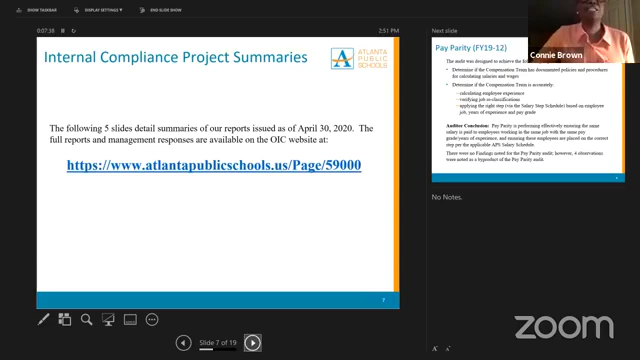 SHOW TASKBAR
DISPLAY SETTINGS
END SLIDE SHOW
0:07:38
2:51 PM
Internal Compliance Project Summaries
ATLANTA
PUBLIC
SCHOOLS
The following 5 slides detail summaries of our reports issued as of April 30, 2020. The
full reports and management responses are available on the OIC website at:
https://www.atlantapublicschools.us/Page/59000
7
Slide 7 of 19
Next slide
Connie Brown
Pay Parity (FY19-12)
The audit was designed to achieve the
Determine if the Compensation Team has documented policies and procedures
for calculating salaries and wages
Determine if the Compensation Team is accurately:
calculating employee experience
verifying job re-classifications
applying the right step (via the Salary Step Schedule) based on employee
job, years of experience and pay grade
Auditor Conclusion: Pay Parity is performing effectively ensuring the same
salary is paid to employees working in the same job with the same pay
grade/years of experience, and ensuring these employees are placed on the correct
step per the applicable APS Salary Schedule.
There were no Findings noted for the Pay Parity audit; however, 4 observations
were noted as a byproduct of the Pay Parity audit.
No Notes.
zoom